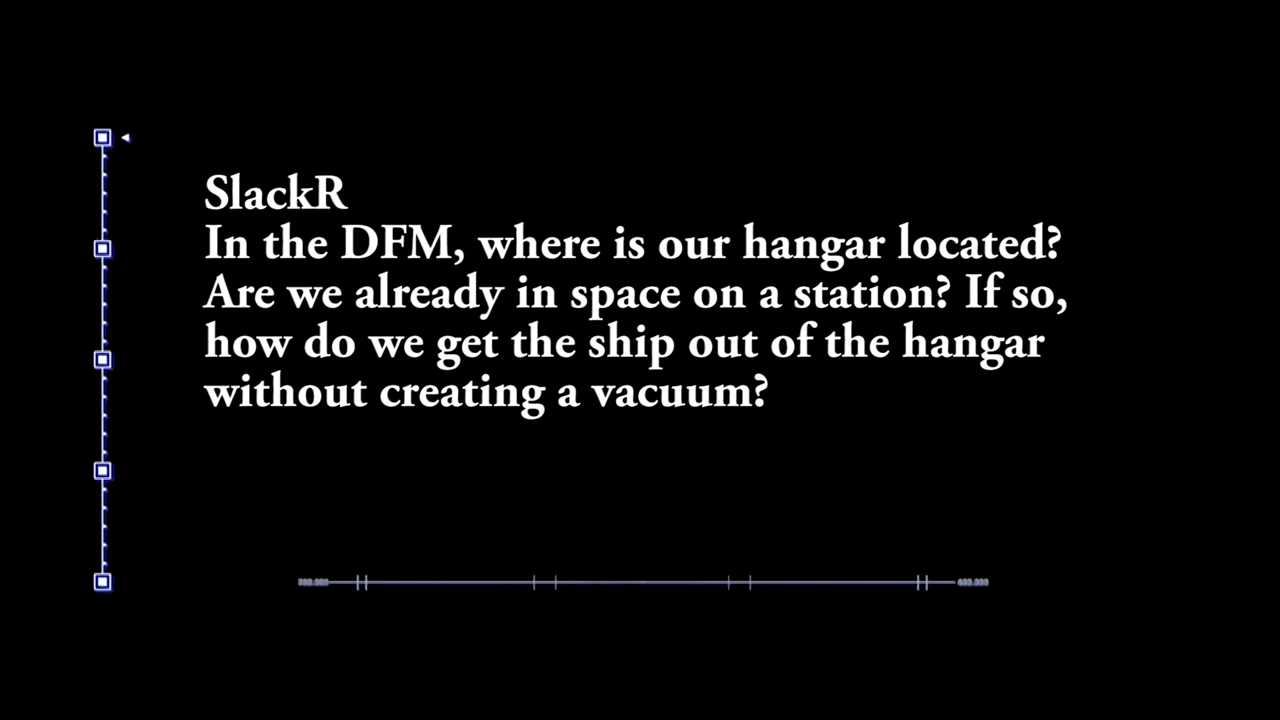 SlackR
In the DFM, where is our hangar located?
Are we already in space on a station? If so,
how do we get the ship out of the hangar
without creating a vacuum?